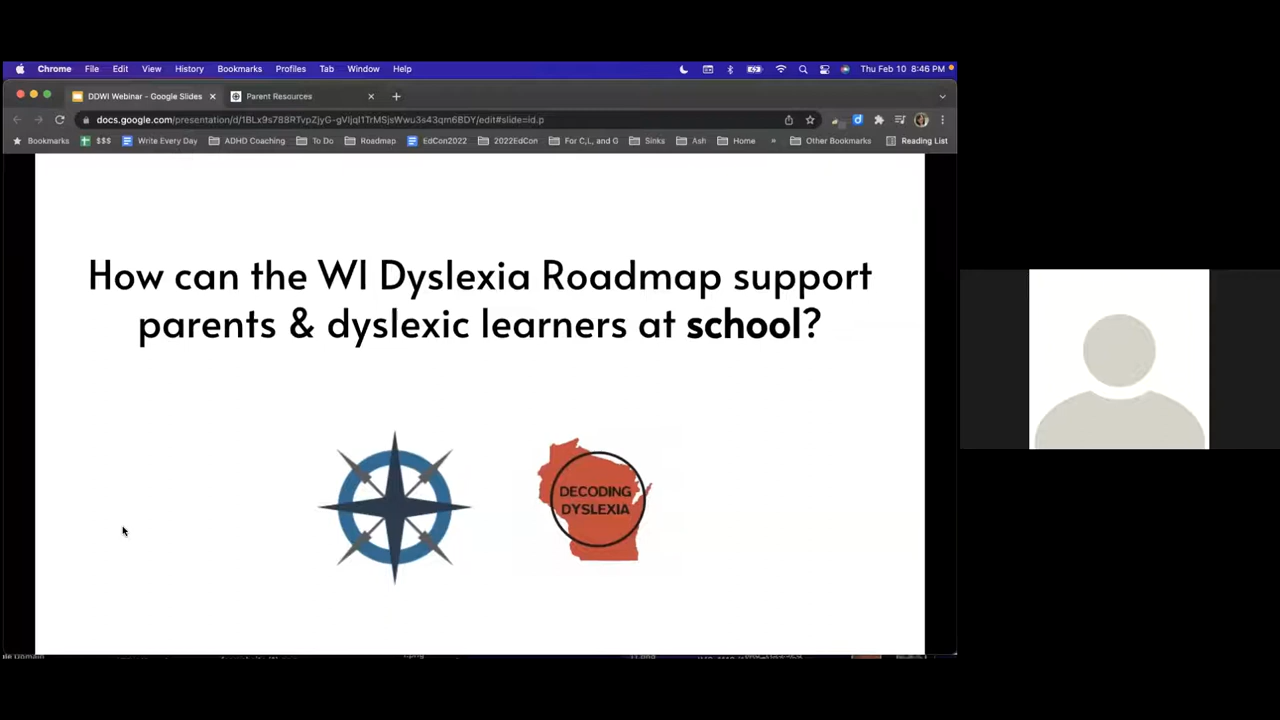 Chrome File Edit View History Bookmarks Profiles Tab Window Help Thu Feb 10 8:46 PM
DDWI Webinar - Google Slides Parent Resources
docs.google.com/presentation/d/1BLx9s788RTvpZjyG-gVIjqI1TrMSjsWwu3s43qm6BDY/edit#slide=id.p
Bookmarks $$$ Write Every Day ADHD Coaching To Do Roadmap EdCon2022 2022EdCon For C,L, and G Sinks Ash Home » Other Bookmarks Reading List
How can the WI Dyslexia Roadmap support
parents & dyslexic learners at school?
DECODING
DYSLEXIA